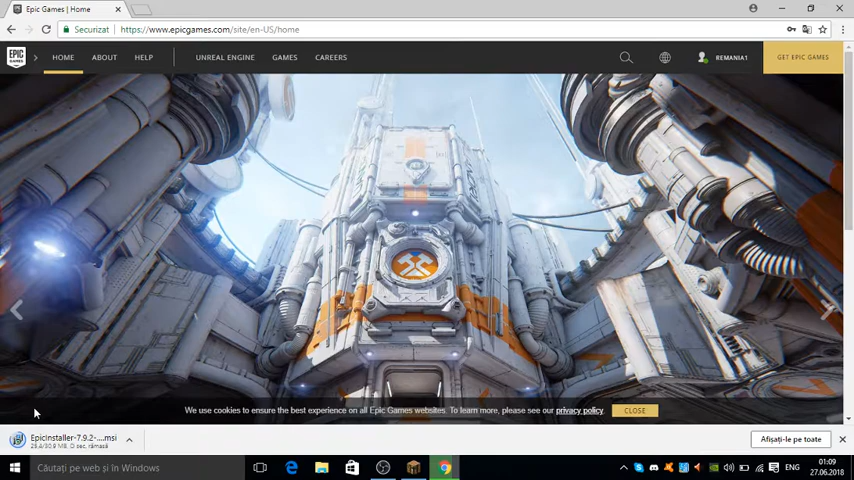 Epic Games | Home
Securizat
https://www.epicgames.com/site/en-US/home
EPIC GAMES
HOME
ABOUT
HELP
UNREAL ENGINE
GAMES
CAREERS
REMANIA1
GET EPIC GAMES
We use cookies to ensure the best experience on all Epic Games websites. To learn more, please see our privacy policy.
CLOSE
EpicInstaller-7.9.2-....msi
Afișați-le pe toate
Căutați pe web și în Windows
ENG
01:09
27.06.2018